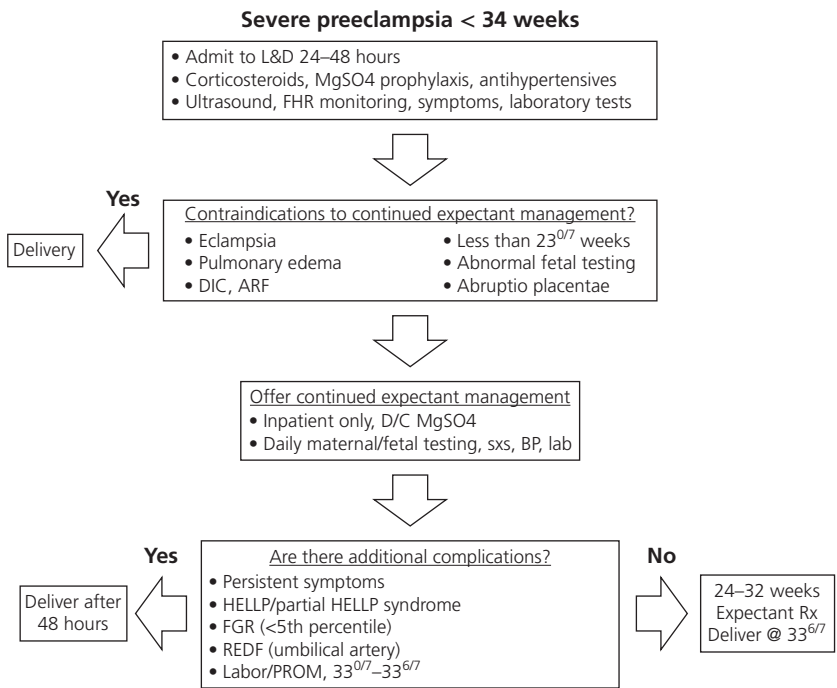 Severe preeclampsia < 34 weeks
• Admit to L&D 24–48 hours
• Corticosteroids, MgSO4 prophylaxis, antihypertensives
• Ultrasound, FHR monitoring, symptoms, laboratory tests
Yes
Delivery
Contraindications to continued expectant management?
• Eclampsia
• Pulmonary edema
• DIC, ARF
• Less than 23^0/7 weeks
• Abnormal fetal testing
• Abruptio placentae
Offer continued expectant management
• Inpatient only, D/C MgSO4
• Daily maternal/fetal testing, sxs, BP, lab
Yes
Deliver after
48 hours
Are there additional complications?
• Persistent symptoms
• HELLP/partial HELLP syndrome
• FGR (<5th percentile)
• REDF (umbilical artery)
• Labor/PROM, 33^0/7–33^6/7
No
24–32 weeks
Expectant Rx
Deliver @ 33^6/7